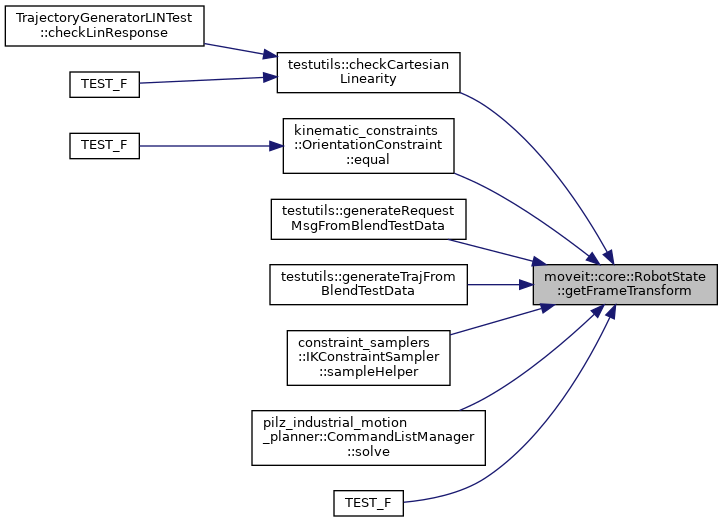 TrajectoryGeneratorLINTest
::checkLinResponse
TEST_F
testutils::checkCartesian
Linearity
TEST_F
kinematic_constraints
::OrientationConstraint
::equal
testutils::generateRequest
MsgFromBlendTestData
testutils::generateTrajFrom
BlendTestData
moveit::core::RobotState
::getFrameTransform
constraint_samplers
::IKConstraintSampler
::sampleHelper
pilz_industrial_motion
_planner::CommandListManager
::solve
TEST_F